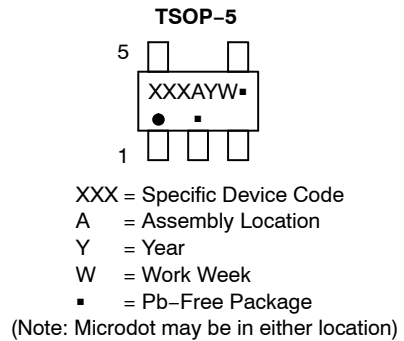 TSOP−5
5
XXXAYW▪
▪
1
XXX = Specific Device Code
A = Assembly Location
Y = Year
W = Work Week
▪ = Pb−Free Package
(Note: Microdot may be in either location)